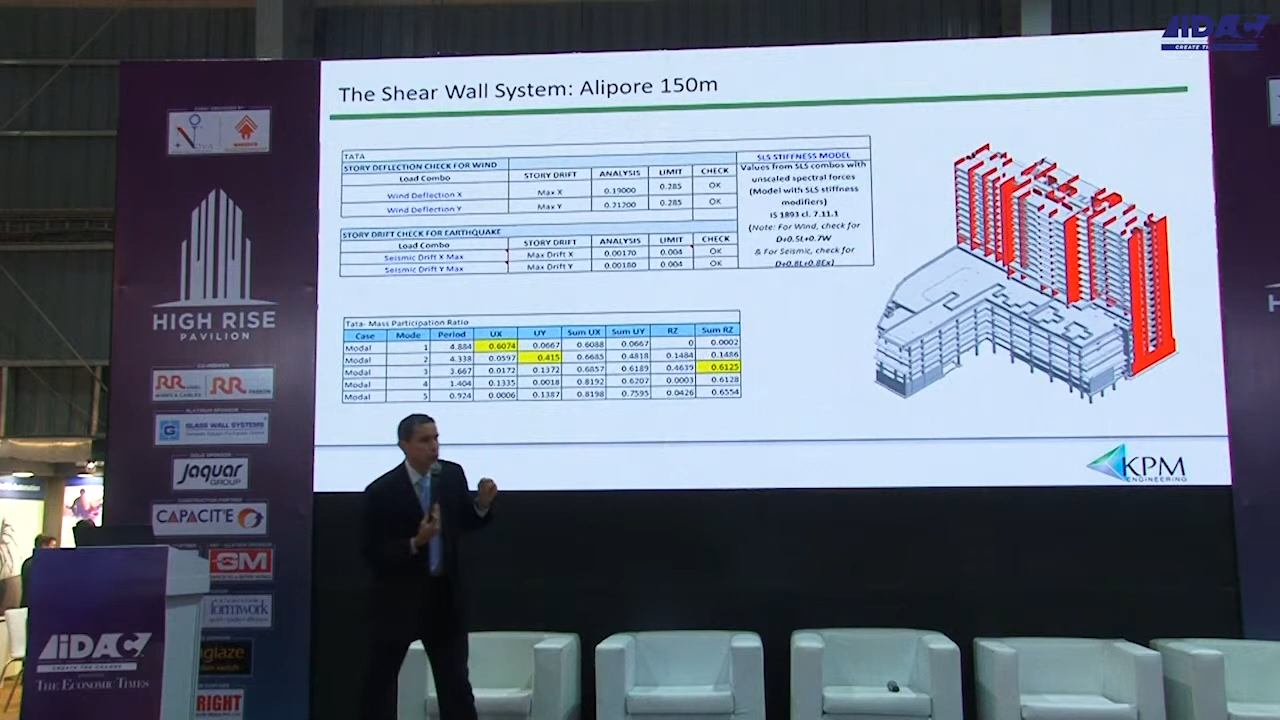 AIDAC
The Shear Wall System: Alipore 150m
TATA
STORY DEFLECTION CHECK FOR WIND
Load Combo STORY DRIFT ANALYSIS LIMIT CHECK
Wind Deflection X Max X 0.19000 0.285 OK
Wind Deflection Y Max Y 0.21200 0.285 OK
STORY DRIFT CHECK FOR EARTHQUAKE
Load Combo STORY DRIFT ANALYSIS LIMIT CHECK
Seismic Drift X Max Max Drift X 0.00170 0.004 OK
Seismic Drift Y Max Max Drift Y 0.00180 0.004 OK
SLS STIFFNESS MODEL
Values from SLS combos with
unscaled spectral forces
(Model with SLS stiffness
modifiers)
IS 1893 cl. 7.11.1
(Note: For Wind, check for
D+0.5L+0.7W
& For Seismic, check for
D+0.8L+0.8Ex)
Tata- Mass Participation Ratio
Case Mode Period UX UY Sum UX Sum UY RZ Sum RZ
Modal 1 4.884 0.6074 0.0667 0.6088 0.0667 0 0.0002
Modal 2 4.338 0.0597 0.415 0.6685 0.4818 0.1484 0.1486
Modal 3 3.667 0.0172 0.1372 0.6857 0.6189 0.4639 0.6125
Modal 4 1.404 0.1335 0.0018 0.8192 0.6207 0.0003 0.6128
Modal 5 0.924 0.0006 0.1387 0.8198 0.7595 0.0426 0.6554
KPM
ENGINEERING
HIGH RISE
PAVILION
RR
RR
GLASS WALL SYSTEMS
Jaquar
GROUP
CAPACIT'E
SM
formwork
glaze
RIGHT
AIDAC
CREATE THE CHANGE
THE ECONOMIC TIMES